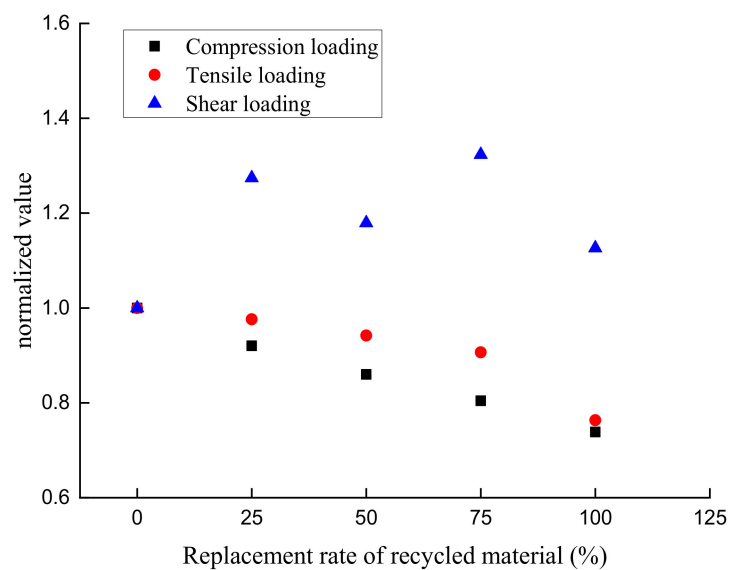 1.6
Compression loading
Tensile loading
Shear loading
1.4
1.2
1.0
0.8
0.6
normalized value
0 25 50 75 100 125
Replacement rate of recycled material (%)